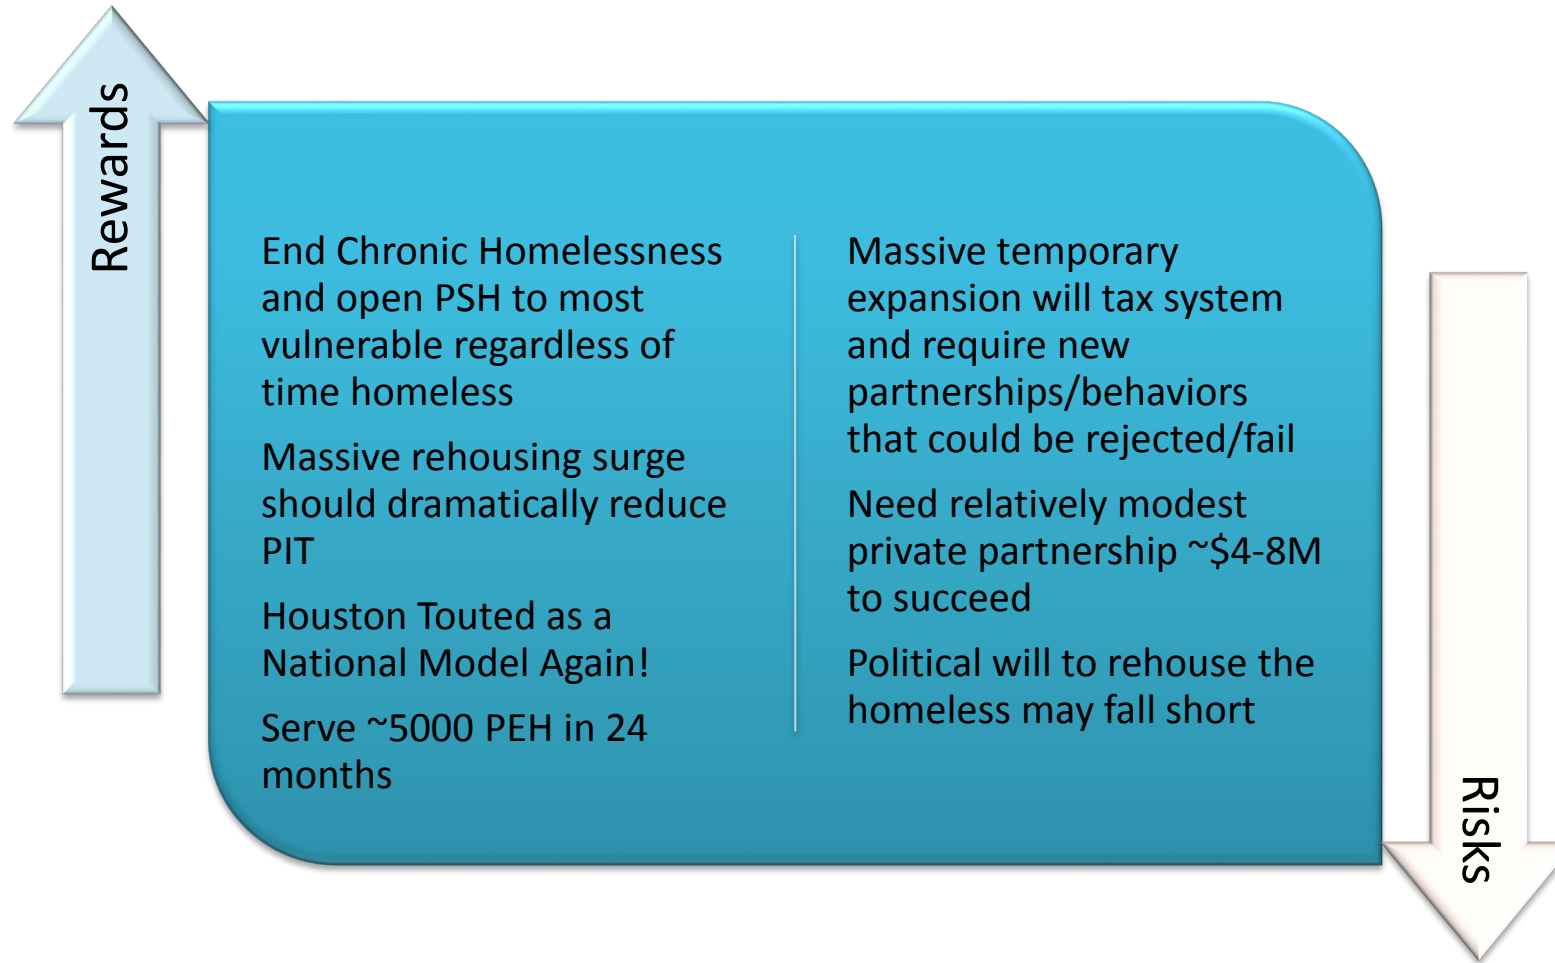 Rewards
End Chronic Homelessness
and open PSH to most
vulnerable regardless of
time homeless
Massive rehousing surge
should dramatically reduce
PIT
Houston Touted as a
National Model Again!
Serve ~5000 PEH in 24
months
Massive temporary
expansion will tax system
and require new
partnerships/behaviors
that could be rejected/fail
Need relatively modest
private partnership ~$4-8M
to succeed
Political will to rehouse the
homeless may fall short
Risks